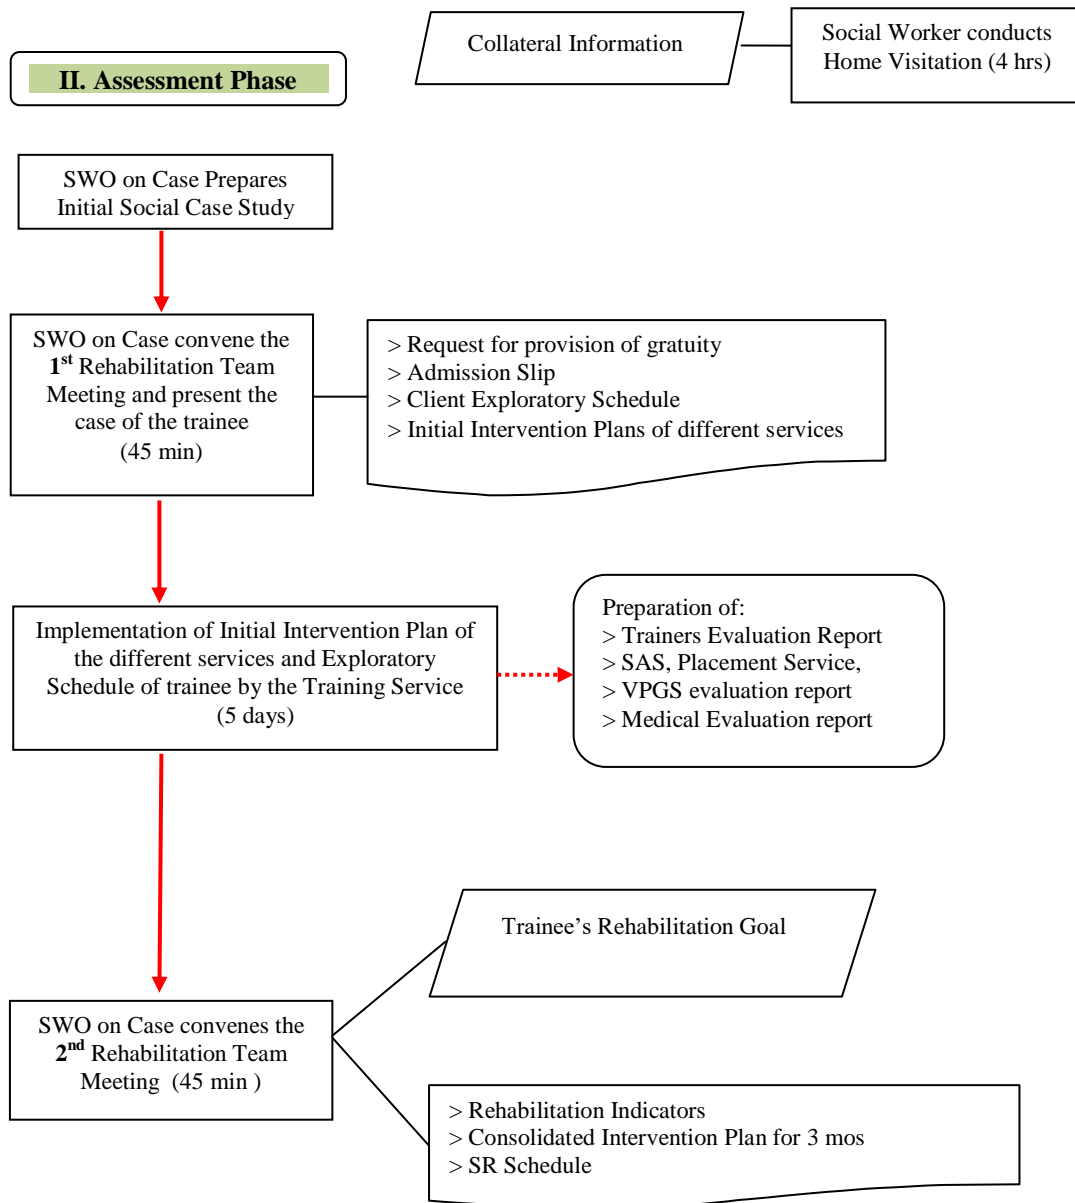 Collateral Information
Social Worker conducts
Home Visitation (4 hrs)
II. Assessment Phase
SWO on Case Prepares
Initial Social Case Study
SWO on Case convene the
1st Rehabilitation Team
Meeting and present the
case of the trainee
(45 min)
> Request for provision of gratuity
> Admission Slip
> Client Exploratory Schedule
> Initial Intervention Plans of different services
Implementation of Initial Intervention Plan of
the different services and Exploratory
Schedule of trainee by the Training Service
(5 days)
Preparation of:
> Trainers Evaluation Report
> SAS, Placement Service,
> VPGS evaluation report
> Medical Evaluation report
Trainee’s Rehabilitation Goal
SWO on Case convenes the
2nd Rehabilitation Team
Meeting (45 min )
> Rehabilitation Indicators
> Consolidated Intervention Plan for 3 mos
> SR Schedule